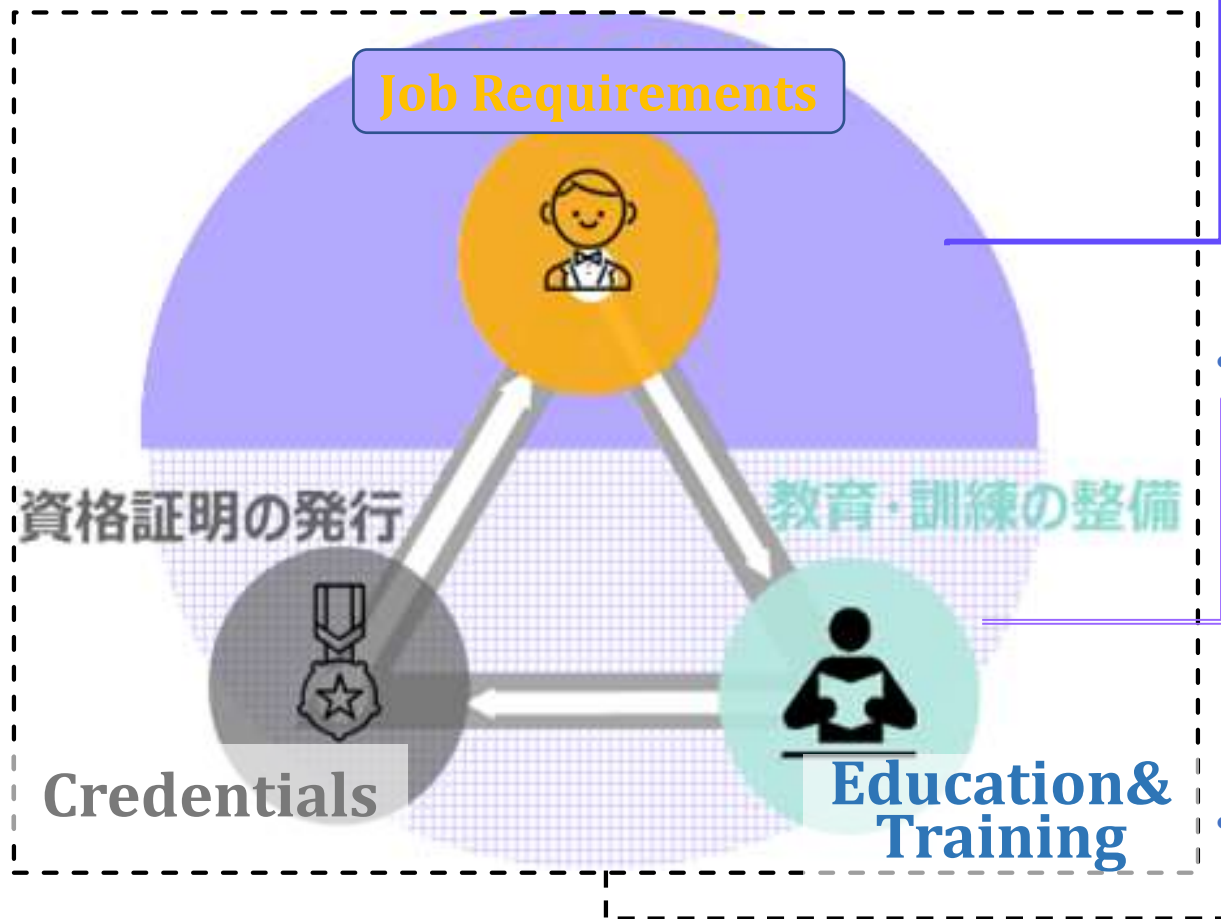 Job Requirements
資格証明の発行
教育・訓練の整備
Credentials
Education&
Training